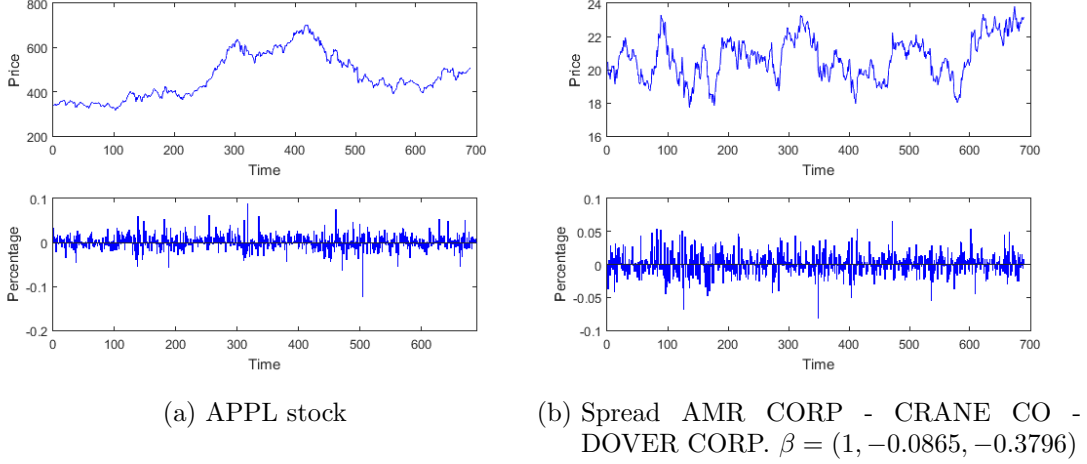 800
600
400
200
Price
0 100 200 300 400 500 600 700
Time
0.1
0
-0.1
-0.2
Percentage
0 100 200 300 400 500 600
Time
(a) APPL stock
24
22
20
18
16
Price
0 100 200 300 400 500 600 700
Time
0.1
0.05
0
-0.05
-0.1
Percentage
0 100 200 300 400 500 600 700
Time
(b) Spread AMR CORP - CRANE CO -
DOVER CORP. β = (1, −0.0865, −0.3796)